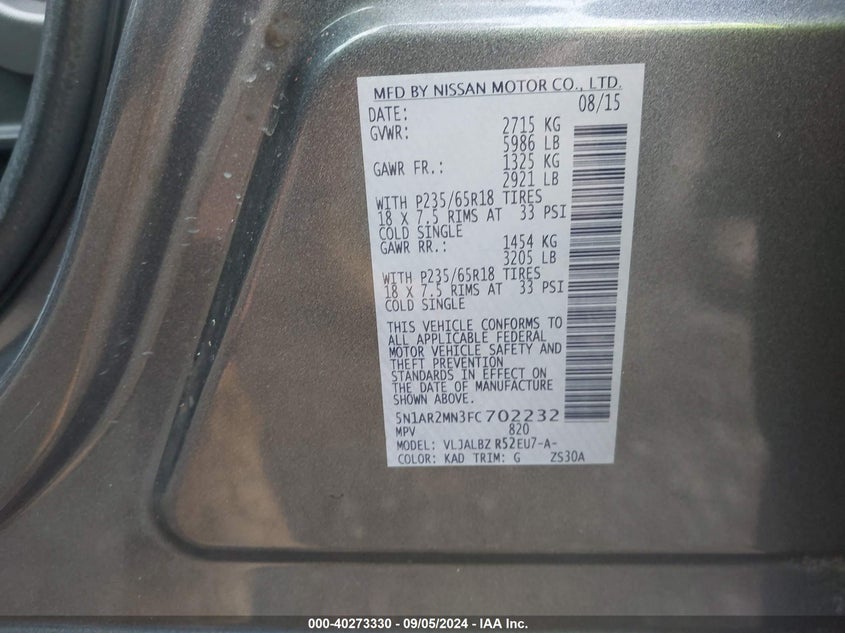 MFD BY NISSAN MOTOR CO., LTD.
DATE: 08/15
GVWR: 2715 KG
5986 LB
GAWR FR.: 1325 KG
2921 LB
WITH P235/65R18 TIRES
18 X 7.5 RIMS AT 33 PSI
COLD SINGLE
GAWR RR.: 1454 KG
3205 LB
WITH P235/65R18 TIRES
18 X 7.5 RIMS AT 33 PSI
COLD SINGLE
THIS VEHICLE CONFORMS TO
ALL APPLICABLE FEDERAL
MOTOR VEHICLE SAFETY AND
THEFT PREVENTION
STANDARDS IN EFFECT ON
THE DATE OF MANUFACTURE
SHOWN ABOVE.
5N1AR2MN3FC702232
MPV 820
MODEL: VLJALBZ R52EU7-A-
COLOR: KAD TRIM: G ZS30A
000-40273330 - 09/05/2024 - IAA Inc.